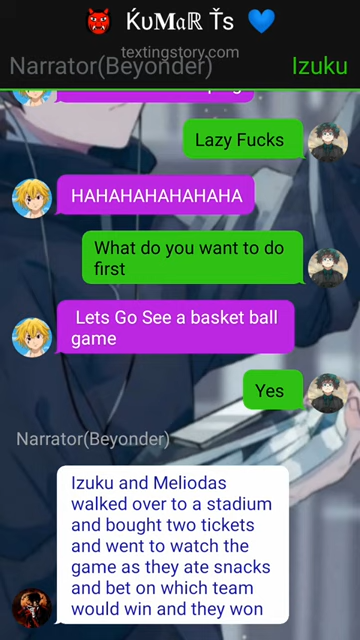 👹 ḰυMαℝ Ťs 💙
textingstory.com
Narrator(Beyonder)
Izuku
Lazy Fucks
HAHAHAHAHAHAHA
What do you want to do
first
Lets Go See a basket ball
game
Yes
Narrator(Beyonder)
Izuku and Meliodas
walked over to a stadium
and bought two tickets
and went to watch the
game as they ate snacks
and bet on which team
would win and they won